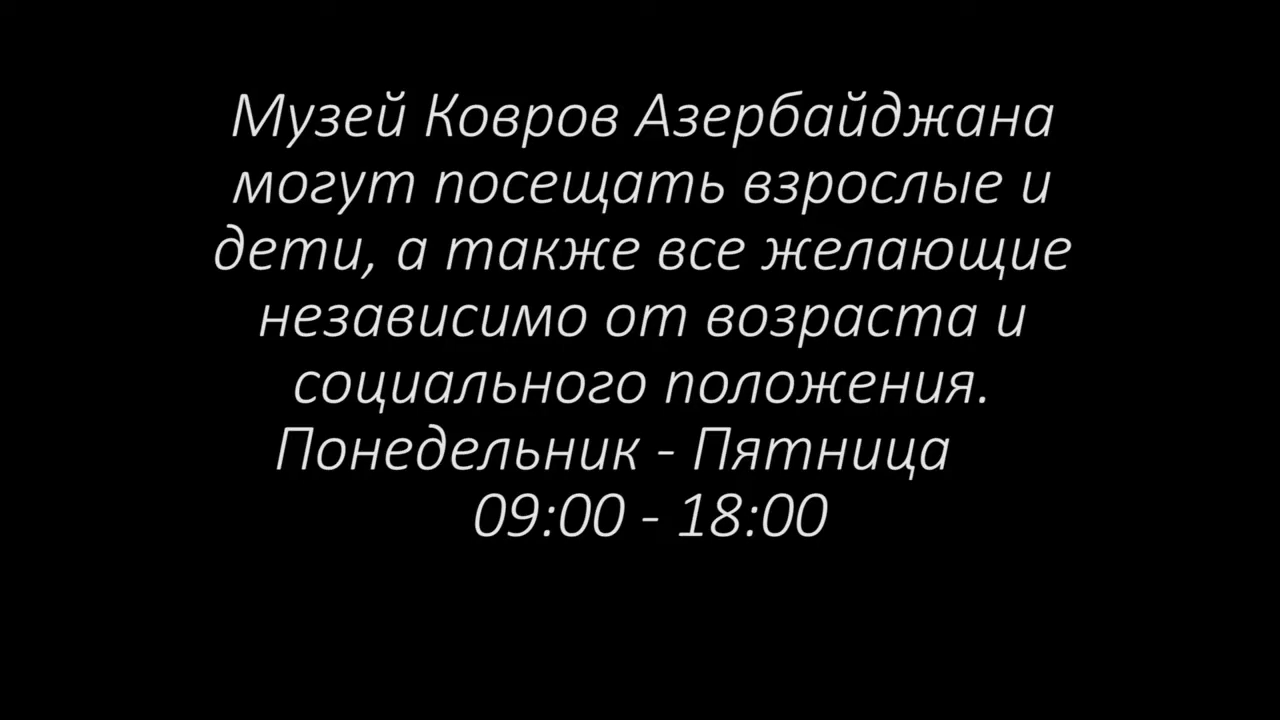 Музей Ковров Азербайджана
могут посещать взрослые и
дети, а также все желающие
независимо от возраста и
социального положения.
Понедельник - Пятница
09:00 - 18:00